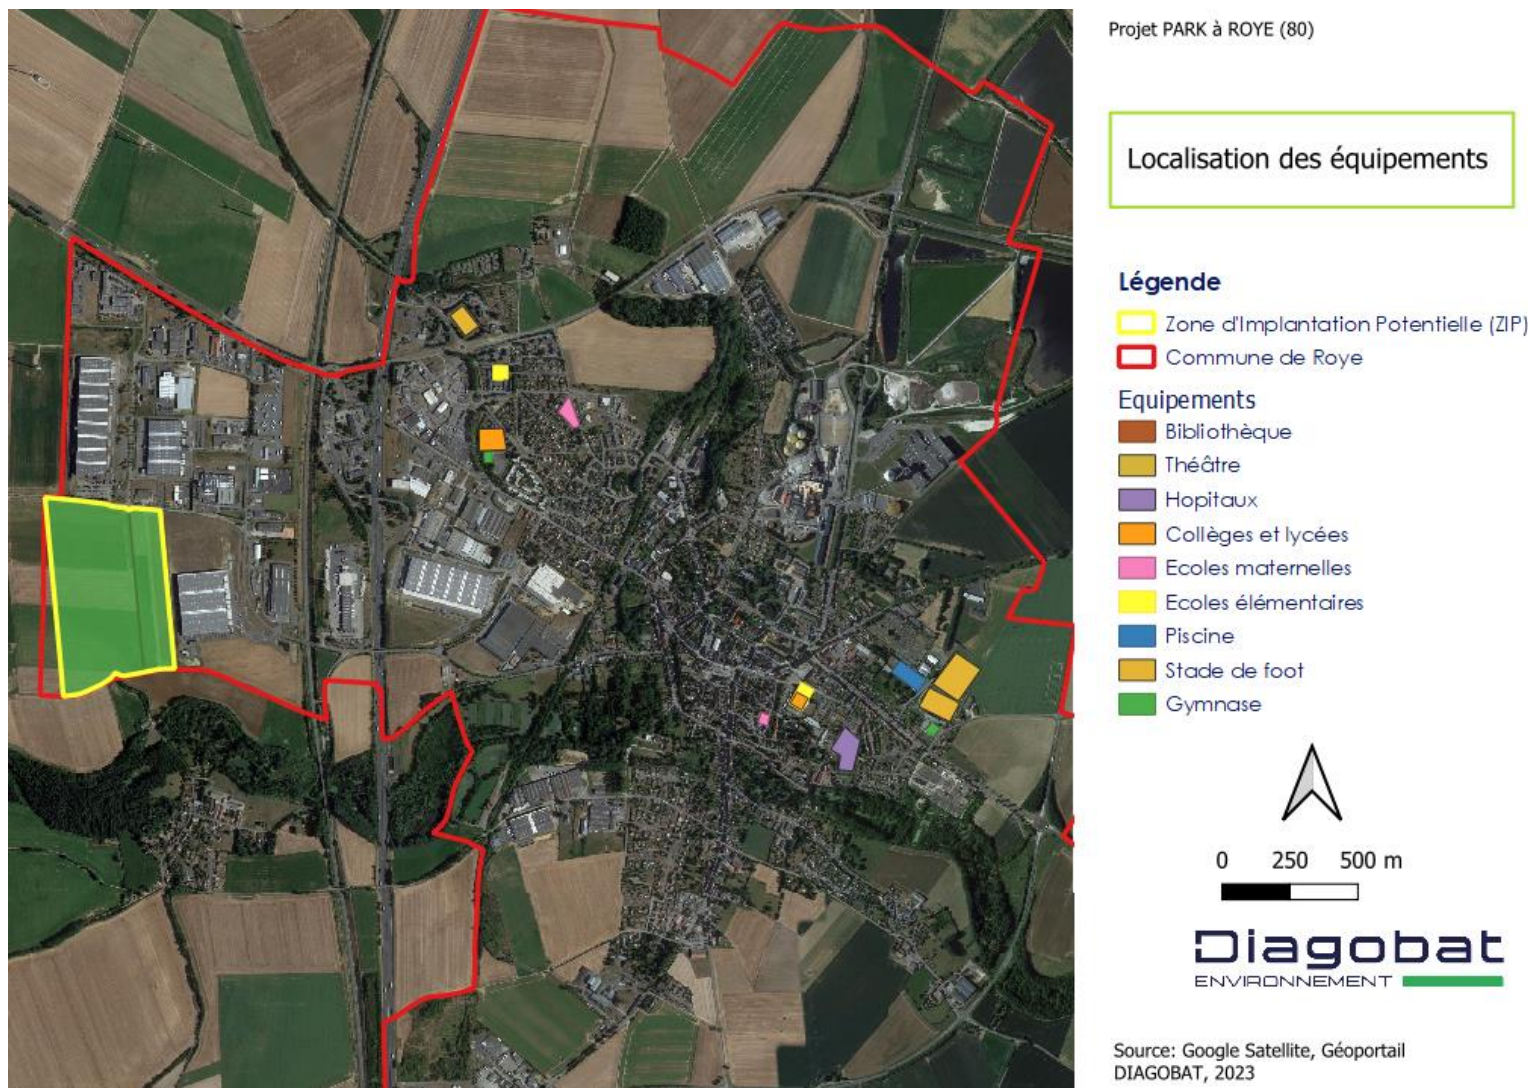 Projet PARK à ROYE (80)
Localisation des équipements
Légende
Zone d'Implantation Potentielle (ZIP)
Commune de Roye
Equipements
Bibliothèque
Théâtre
Hopitaux
Collèges et lycées
Ecoles maternelles
Ecoles élémentaires
Piscine
Stade de foot
Gymnase
0 250 500 m
Diagobat
ENVIRONNEMENT
Source: Google Satellite, Géoportail
DIAGOBAT, 2023